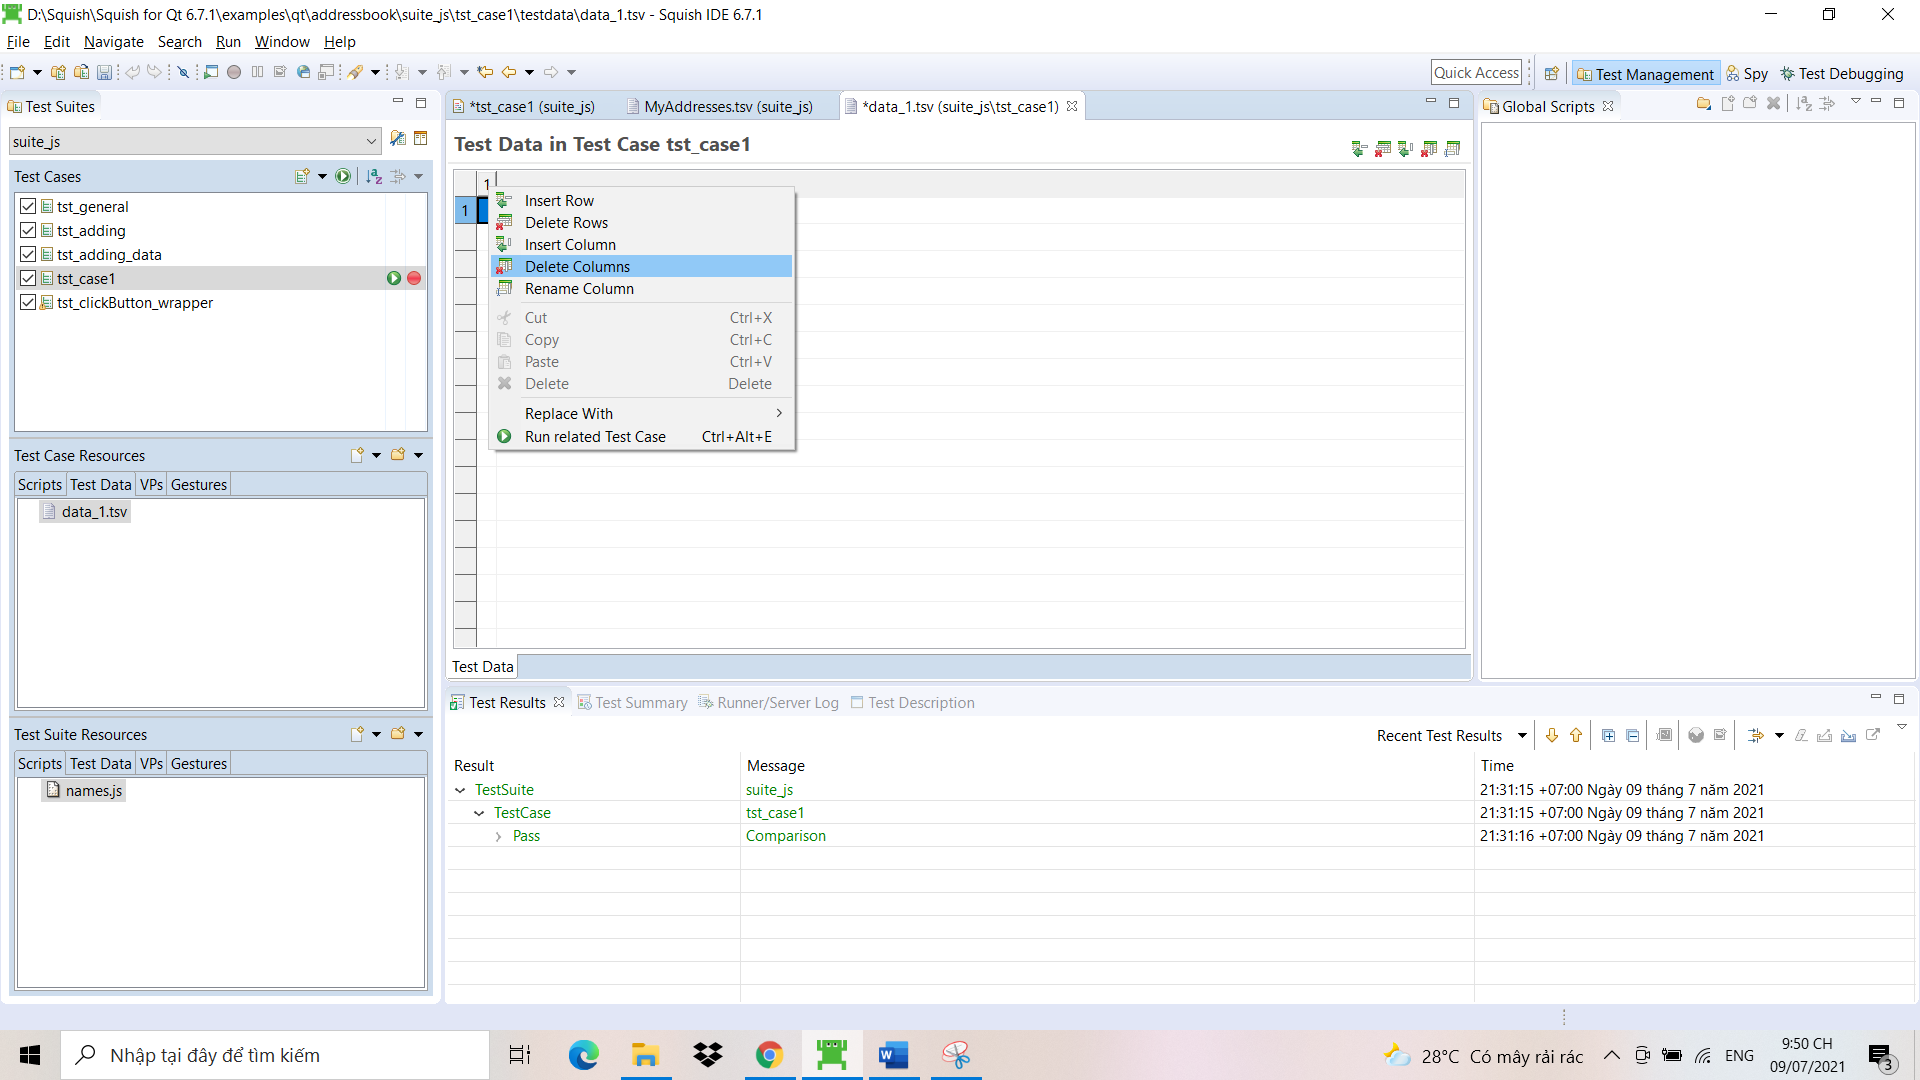 D:\Squish\Squish for Qt 6.7.1\examples\qt\addressbook\suite_js\tst_case1\testdata\data_1.tsv - Squish IDE 6.7.1
File Edit Navigate Search Run Window Help
Quick Access Test Management Spy Test Debugging
Test Suites
*tst_case1 (suite_js) MyAddresses.tsv (suite_js) *data_1.tsv (suite_js\tst_case1)
Global Scripts
suite_js
Test Data in Test Case tst_case1
Test Cases
tst_general
tst_adding
tst_adding_data
tst_case1
tst_clickButton_wrapper
1
1
Insert Row
Delete Rows
Insert Column
Delete Columns
Rename Column
Cut Ctrl+X
Copy Ctrl+C
Paste Ctrl+V
Delete Delete
Replace With
Run related Test Case Ctrl+Alt+E
Test Case Resources
Scripts Test Data VPs Gestures
data_1.tsv
Test Data
Test Suite Resources
Scripts Test Data VPs Gestures
names.js
Test Results Test Summary Runner/Server Log Test Description
Recent Test Results
Result Message Time
TestSuite suite_js 21:31:15 +07:00 Ngày 09 tháng 7 năm 2021
TestCase tst_case1 21:31:15 +07:00 Ngày 09 tháng 7 năm 2021
Pass Comparison 21:31:16 +07:00 Ngày 09 tháng 7 năm 2021
Nhập tại đây để tìm kiếm
28°C Có mây rải rác
ENG
9:50 CH
09/07/2021
3